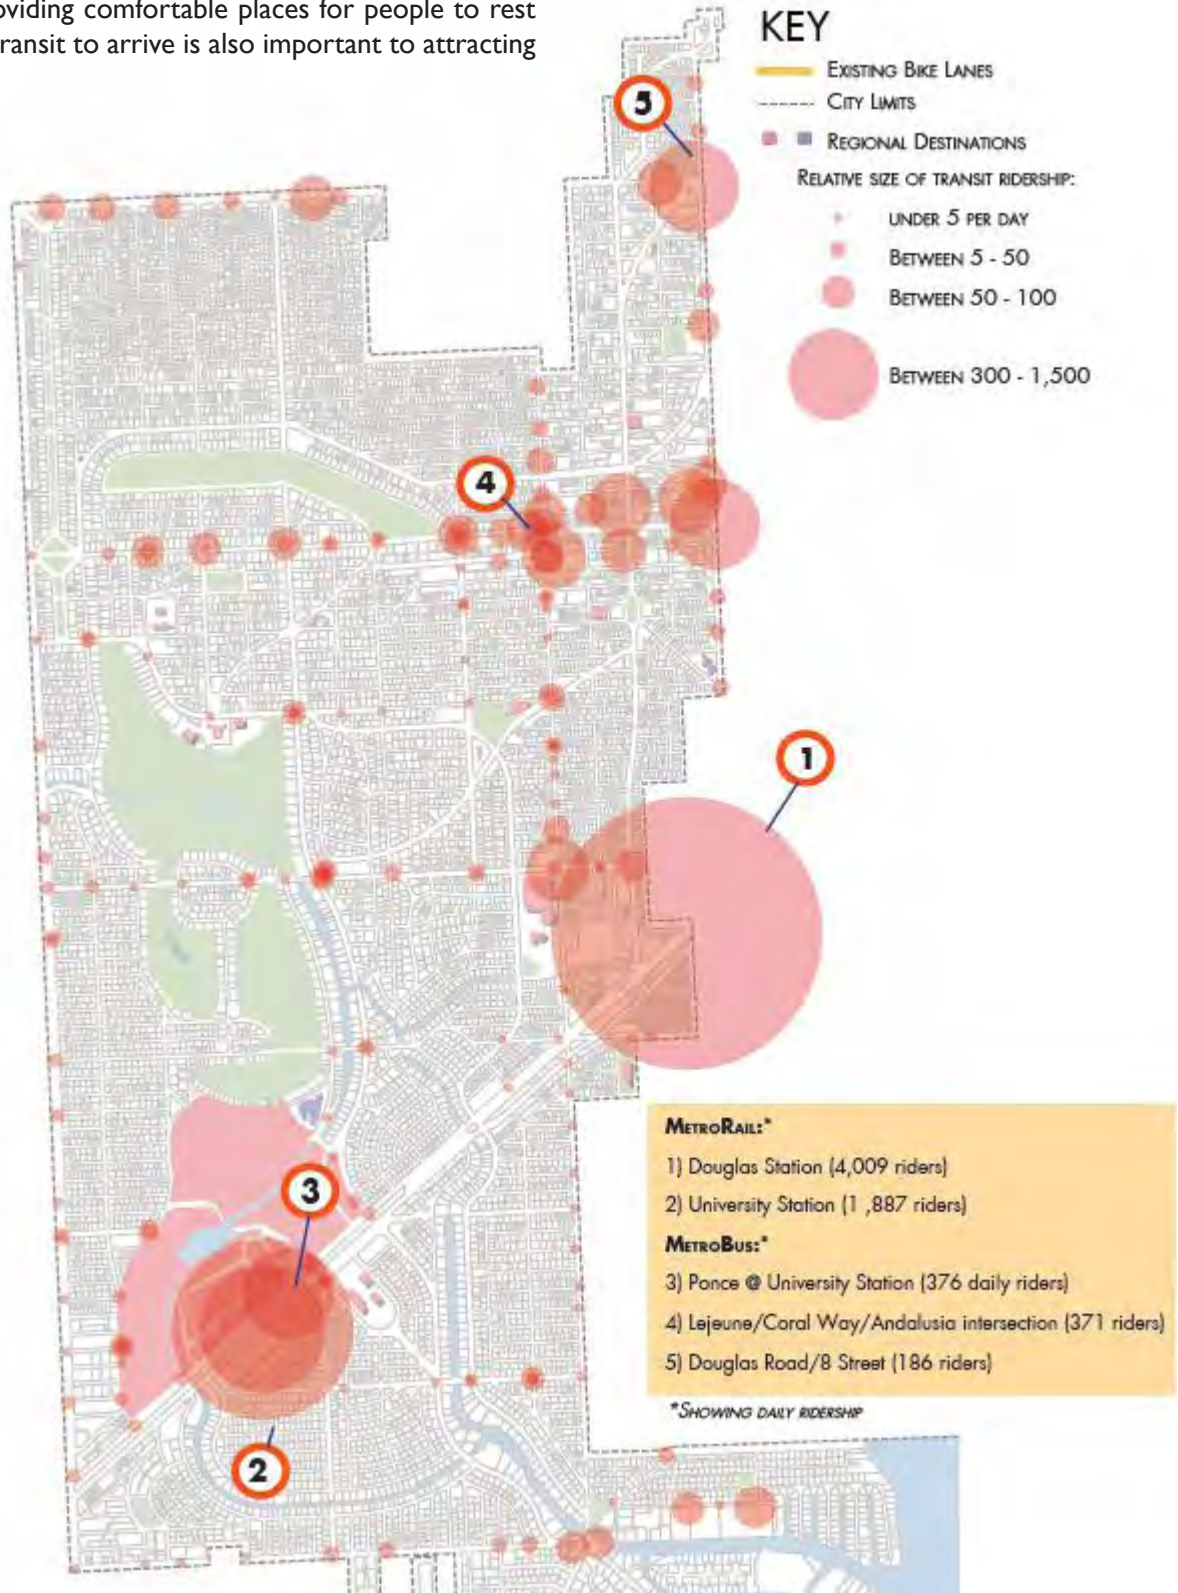 oviding comfortable places for people to rest
ransit to arrive is also important to attracting
KEY
EXISTING BIKE LANES
CITY LIMITS
REGIONAL DESTINATIONS
RELATIVE SIZE OF TRANSIT RIDERSHIP:
UNDER 5 PER DAY
BETWEEN 5 - 50
BETWEEN 50 - 100
BETWEEN 300 - 1,500
5
4
1
3
2
METRORAIL:*
1) Douglas Station (4,009 riders)
2) University Station (1 ,887 riders)
METROBUS:*
3) Ponce @ University Station (376 daily riders)
4) Lejeune/Coral Way/Andalusia intersection (371 riders)
5) Douglas Road/8 Street (186 riders)
*SHOWING DAILY RIDERSHIP